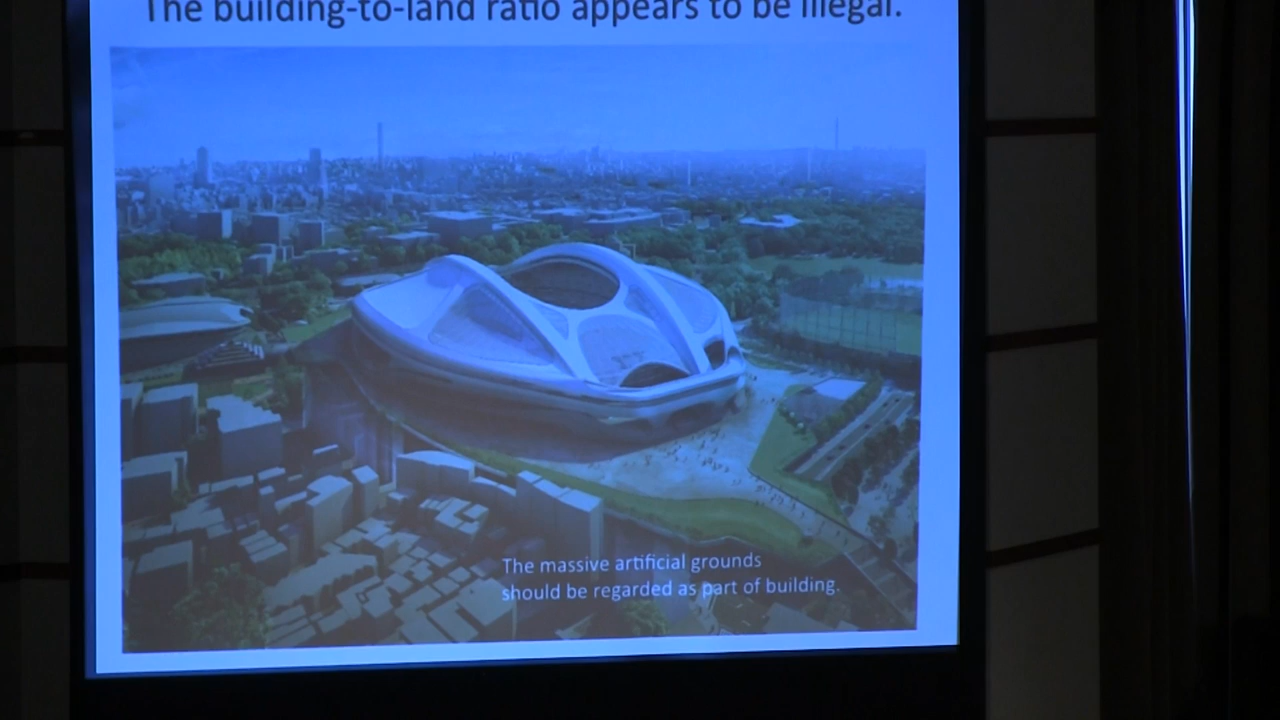 The building-to-land ratio appears to be illegal.
The massive artificial grounds
should be regarded as part of building.